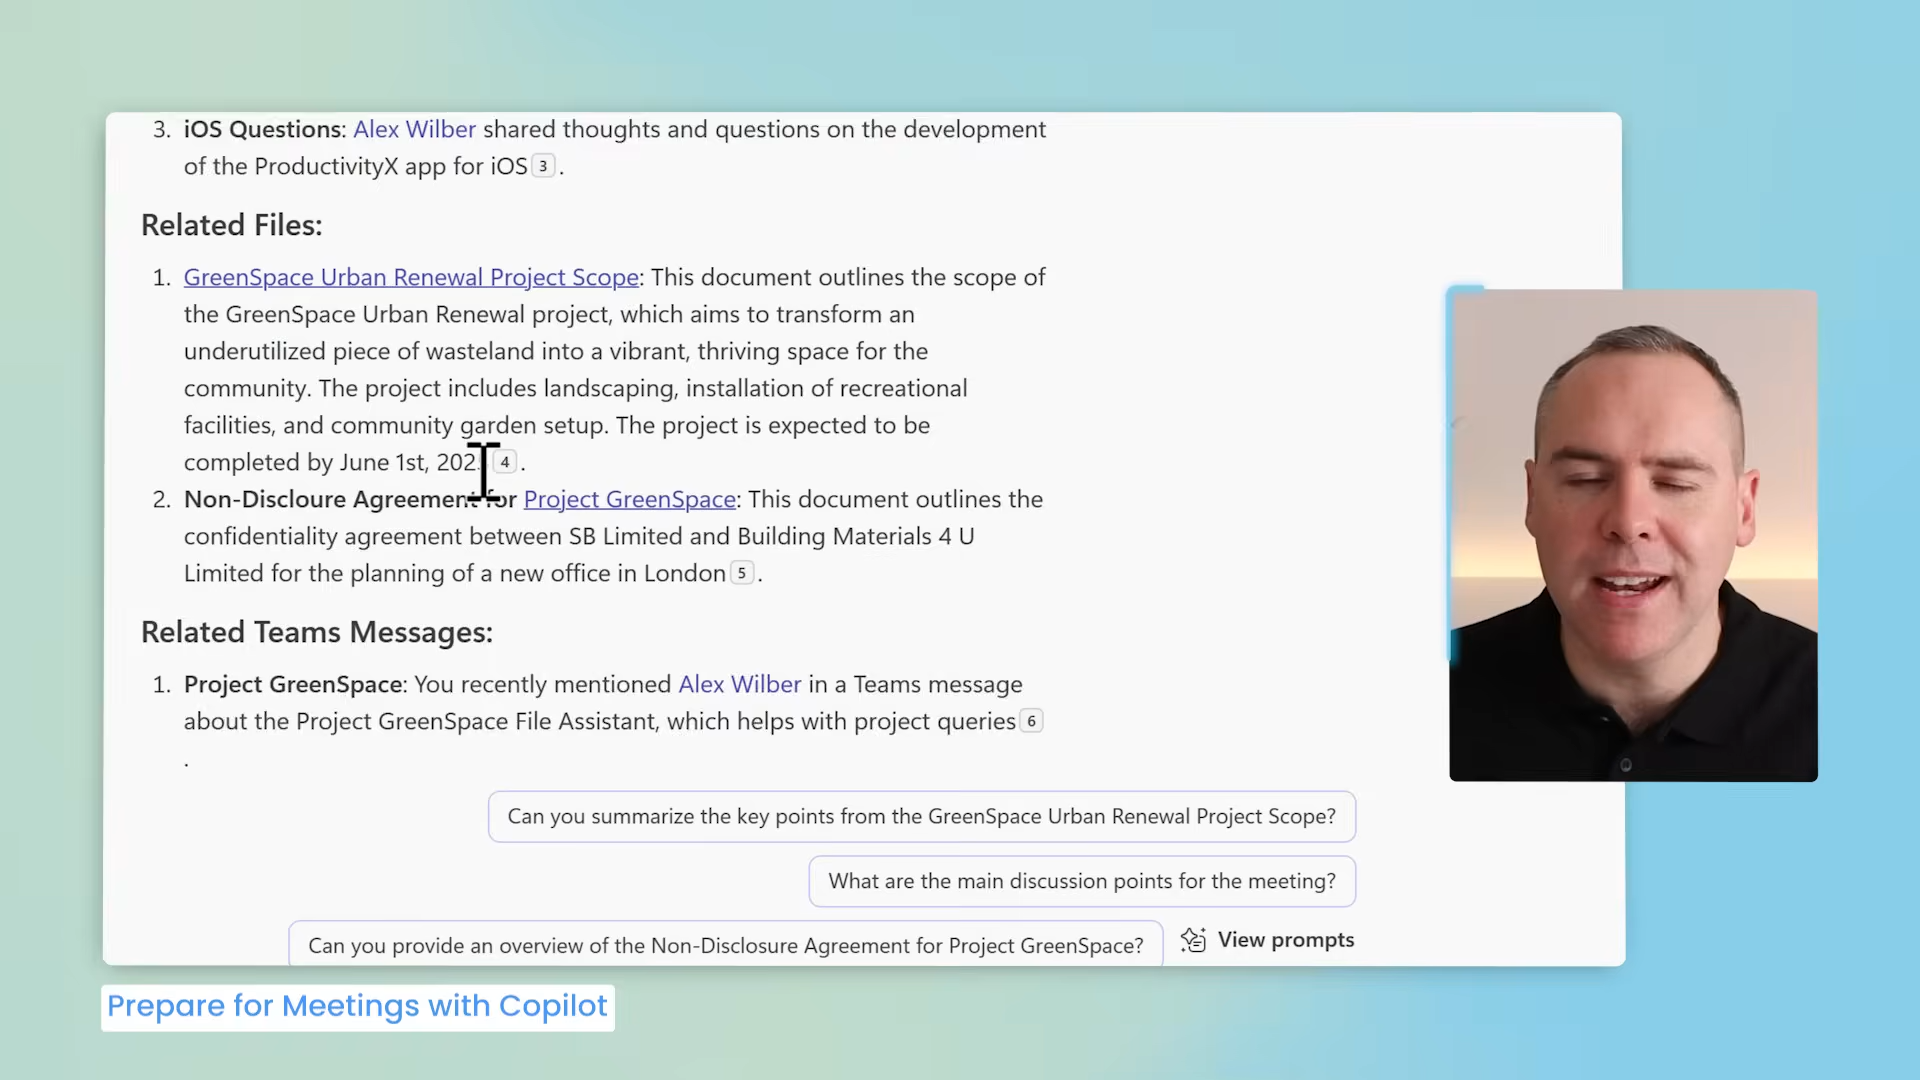 3. iOS Questions: Alex Wilber shared thoughts and questions on the development
of the ProductivityX app for iOS 3 .
Related Files:
1. GreenSpace Urban Renewal Project Scope: This document outlines the scope of
the GreenSpace Urban Renewal project, which aims to transform an
underutilized piece of wasteland into a vibrant, thriving space for the
community. The project includes landscaping, installation of recreational
facilities, and community garden setup. The project is expected to be
completed by June 1st, 4 .
2. Non-Discloure Agreement for Project GreenSpace: This document outlines the
confidentiality agreement between SB Limited and Building Materials 4 U
Limited for the planning of a new office in London 5 .
Related Teams Messages:
1. Project GreenSpace: You recently mentioned Alex Wilber in a Teams message
about the Project GreenSpace File Assistant, which helps with project queries 6
.
Can you summarize the key points from the GreenSpace Urban Renewal Project Scope?
What are the main discussion points for the meeting?
Can you provide an overview of the Non-Disclosure Agreement for Project GreenSpace?
View prompts
Prepare for Meetings with Copilot